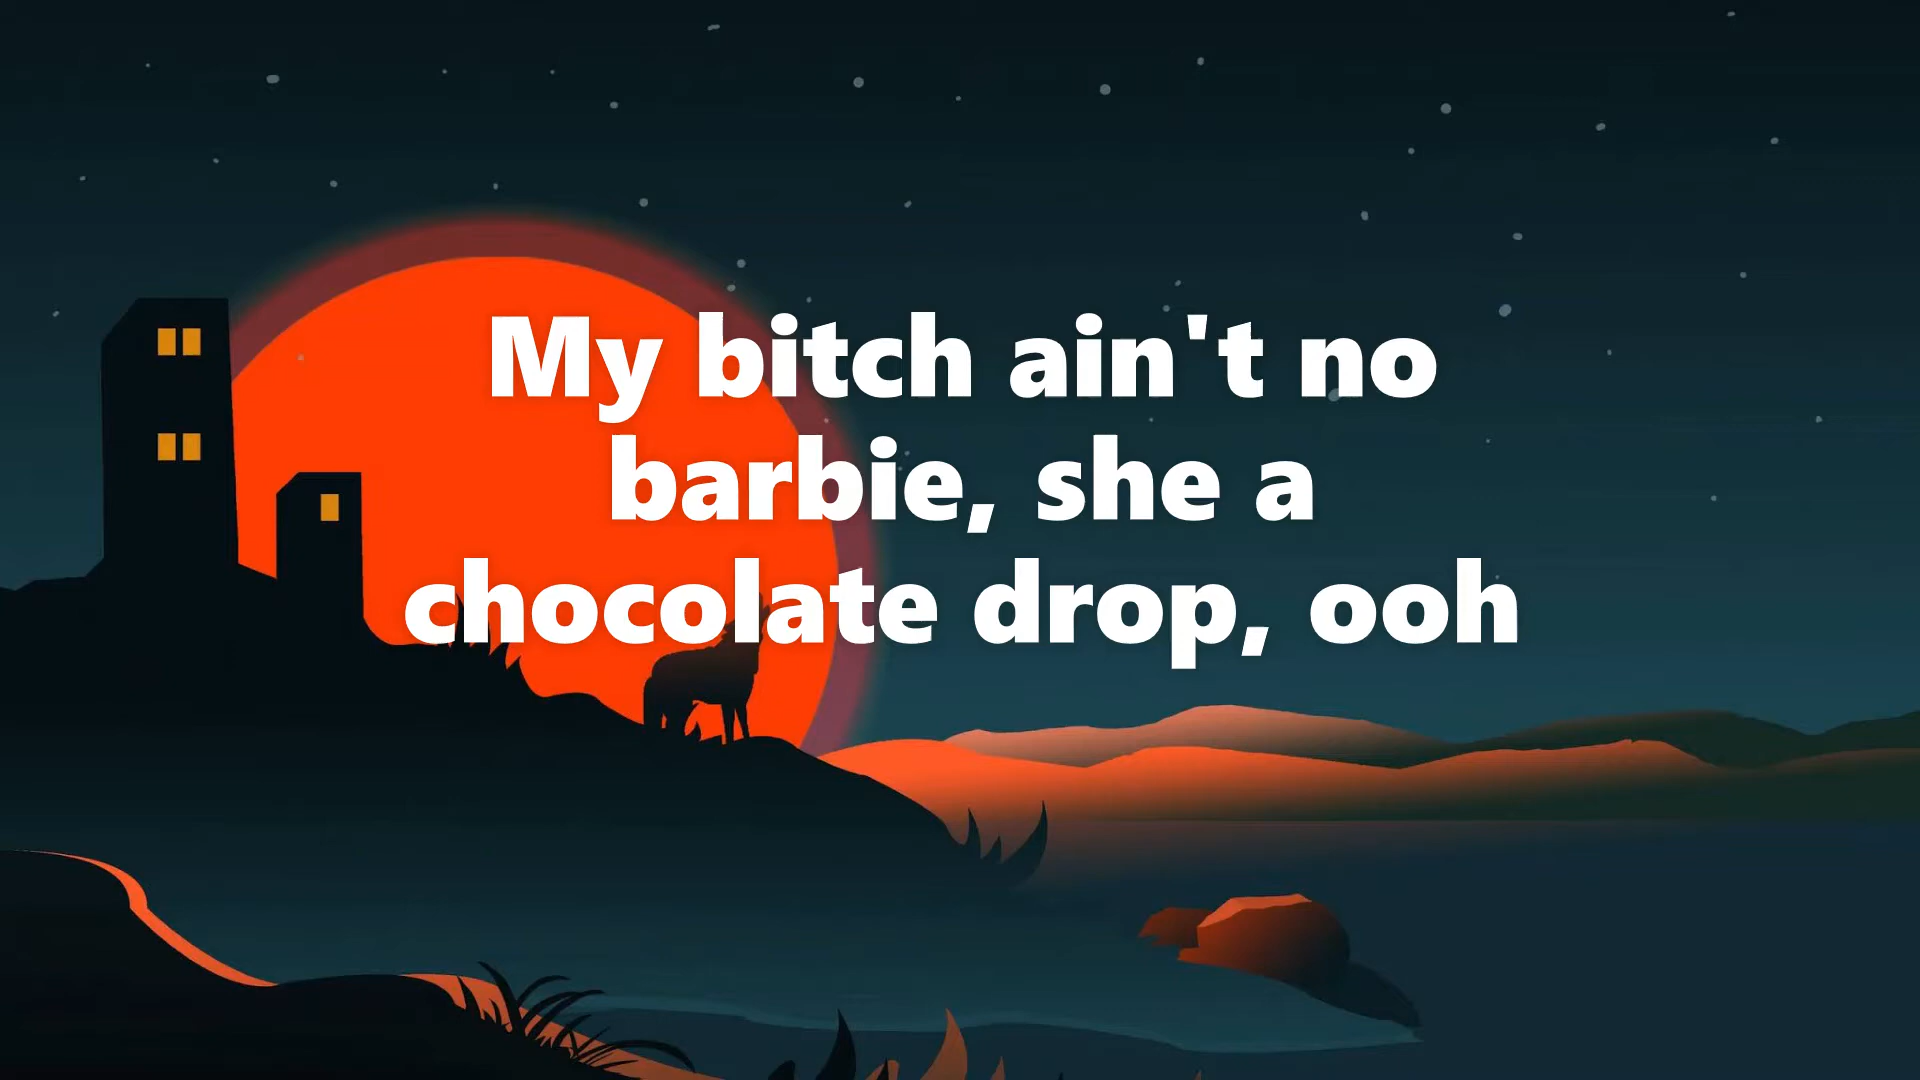 My bitch ain't no
barbie, she a
chocolate drop, ooh